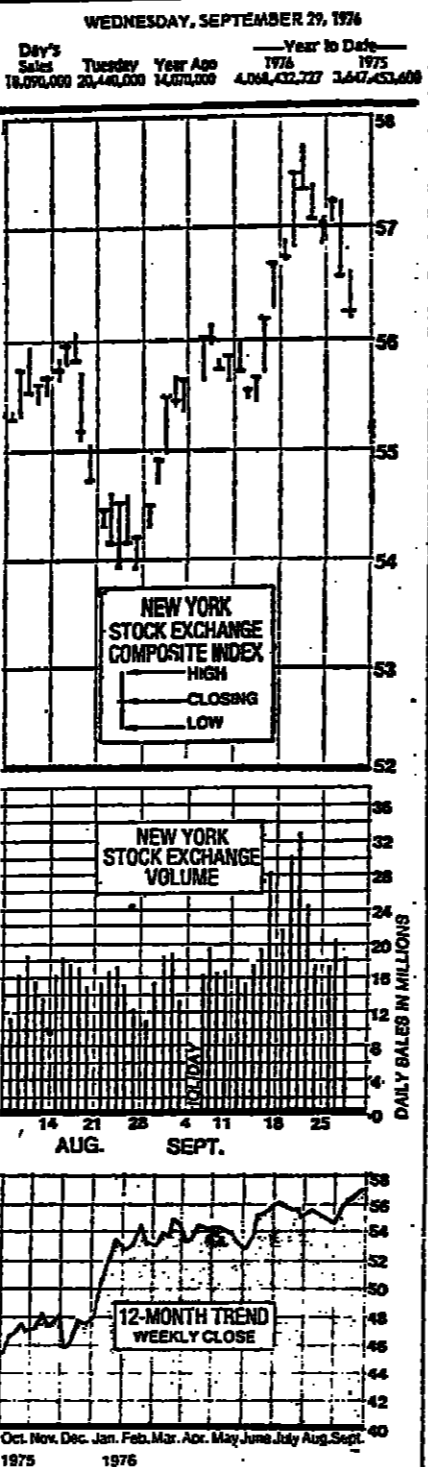 WEDNESDAY, SEPTEMBER 29, 1976
Day's Sales Tuesday Year Ago Year to Date 1976 1975
18,090,000 20,440,000 14,070,000 4,068,432,727 3,647,453,608
58
57
56
55
54
53
52
NEW YORK
STOCK EXCHANGE
COMPOSITE INDEX
HIGH
CLOSING
LOW
36
32
28
24
20
16
12
8
4
0
NEW YORK
STOCK EXCHANGE
VOLUME
DAILY SALES IN MILLIONS
HOLIDAY
14 21 28 4 11 18 25
AUG. SEPT.
58
56
54
52
50
48
46
44
42
40
12-MONTH TREND
WEEKLY CLOSE
Oct. Nov. Dec. Jan. Feb. Mar. Apr. May June July Aug. Sept.
1975 1976